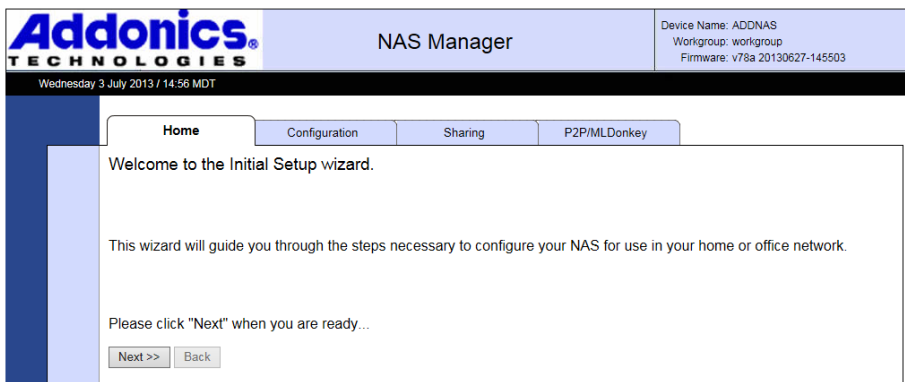 Addonics®
TECHNOLOGIES
NAS Manager
Device Name: ADDNAS
Workgroup: workgroup
Firmware: v78a 20130627-145503
Wednesday 3 July 2013 / 14:56 MDT
Home
Configuration
Sharing
P2P/MLDonkey
Welcome to the Initial Setup wizard.
This wizard will guide you through the steps necessary to configure your NAS for use in your home or office network.
Please click "Next" when you are ready...
Next >>
Back